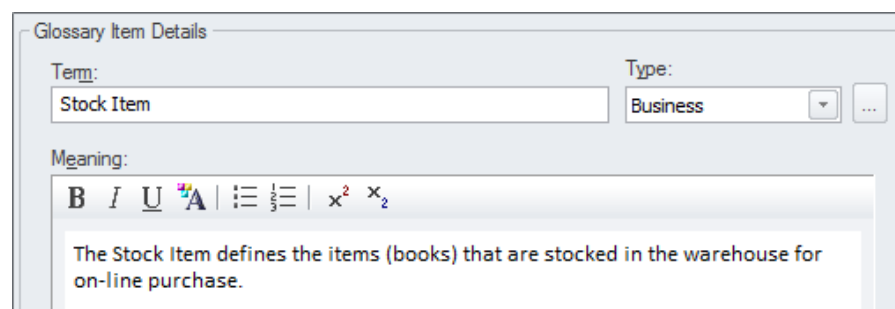 Glossary Item Details
Term: Type:
Stock Item Business ...
Meaning:
B I U A x² x₂
The Stock Item defines the items (books) that are stocked in the warehouse for
on-line purchase.